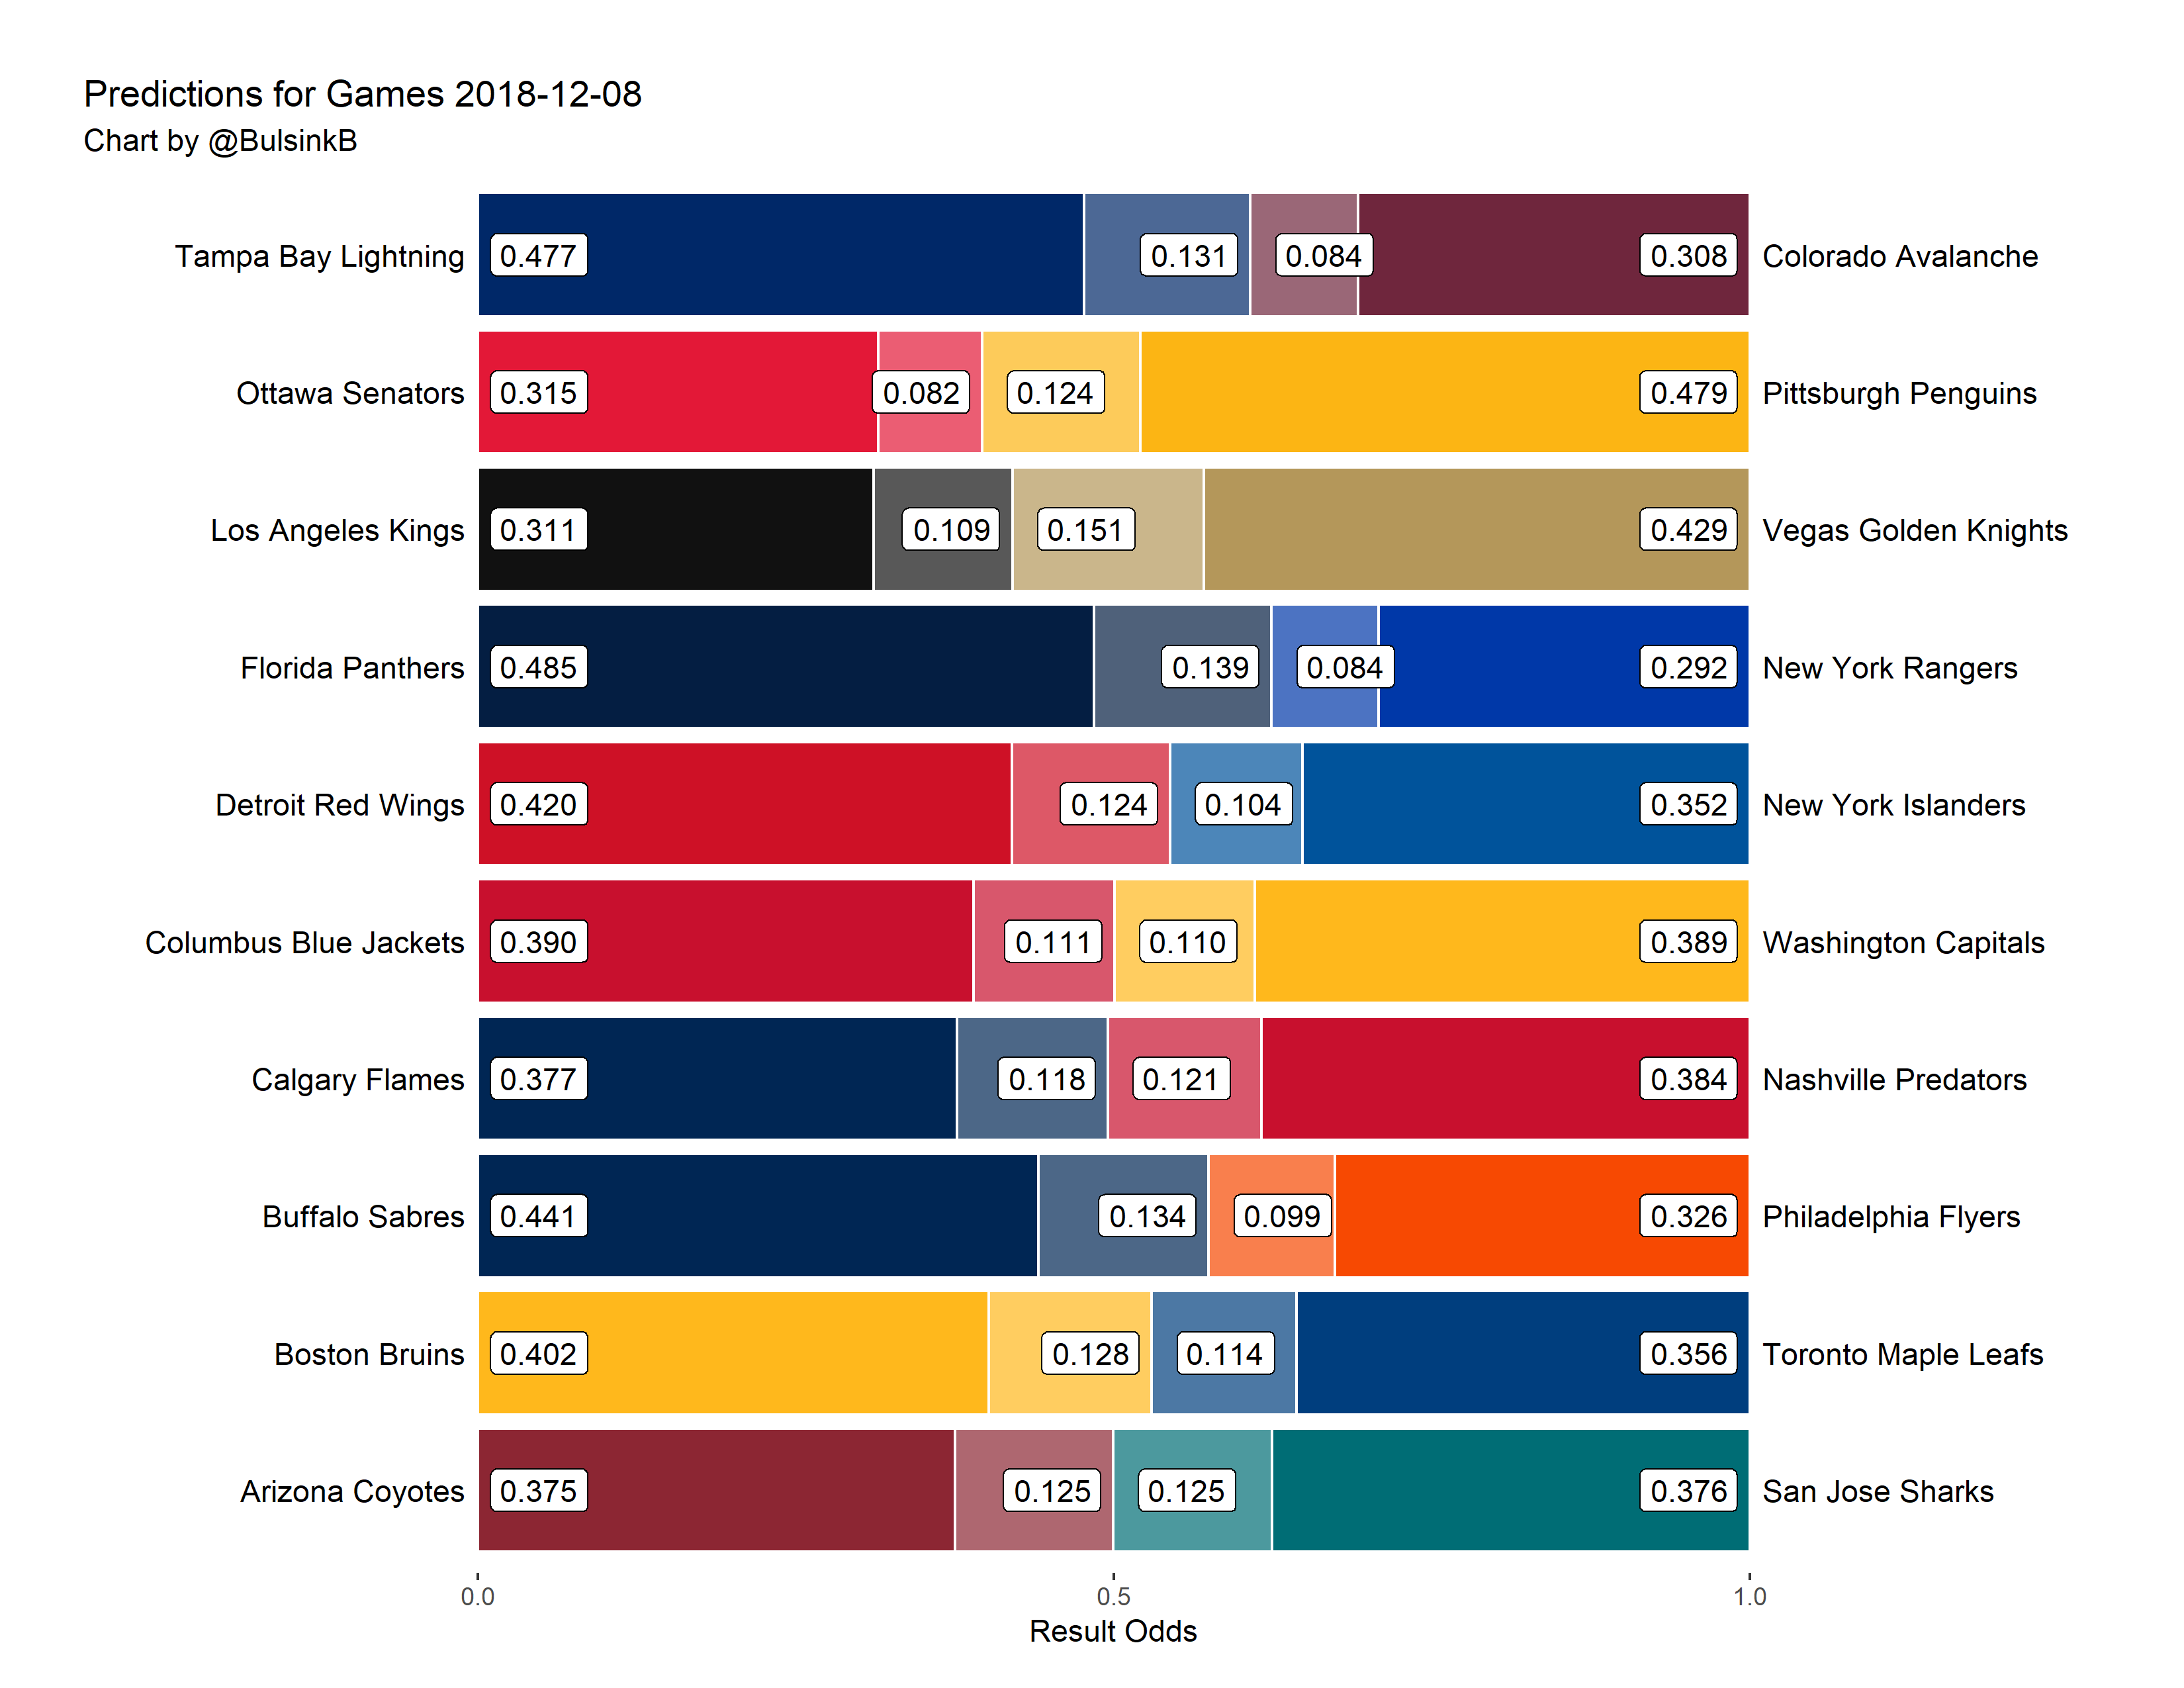 Predictions for Games 2018-12-08
Chart by @BulsinkB
Tampa Bay Lightning 0.477 0.131 0.084 0.308 Colorado Avalanche
Ottawa Senators 0.315 0.082 0.124 0.479 Pittsburgh Penguins
Los Angeles Kings 0.311 0.109 0.151 0.429 Vegas Golden Knights
Florida Panthers 0.485 0.139 0.084 0.292 New York Rangers
Detroit Red Wings 0.420 0.124 0.104 0.352 New York Islanders
Columbus Blue Jackets 0.390 0.111 0.110 0.389 Washington Capitals
Calgary Flames 0.377 0.118 0.121 0.384 Nashville Predators
Buffalo Sabres 0.441 0.134 0.099 0.326 Philadelphia Flyers
Boston Bruins 0.402 0.128 0.114 0.356 Toronto Maple Leafs
Arizona Coyotes 0.375 0.125 0.125 0.376 San Jose Sharks
0.0 0.5 1.0
Result Odds